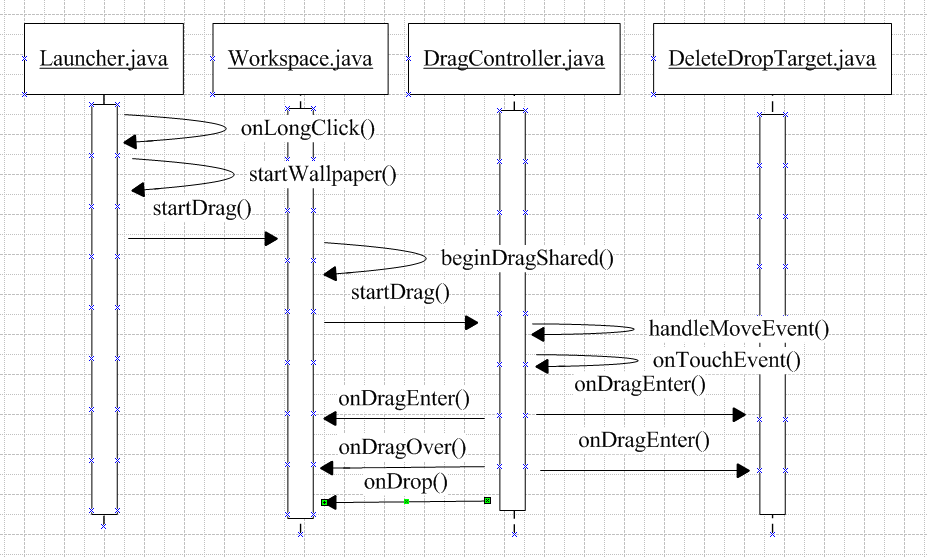 Launcher.java
Workspace.java
DragController.java
DeleteDropTarget.java
onLongClick()
startWallpaper()
startDrag()
beginDragShared()
startDrag()
handleMoveEvent()
onTouchEvent()
onDragEnter()
onDragEnter()
onDragOver()
onDragEnter()
onDrop()